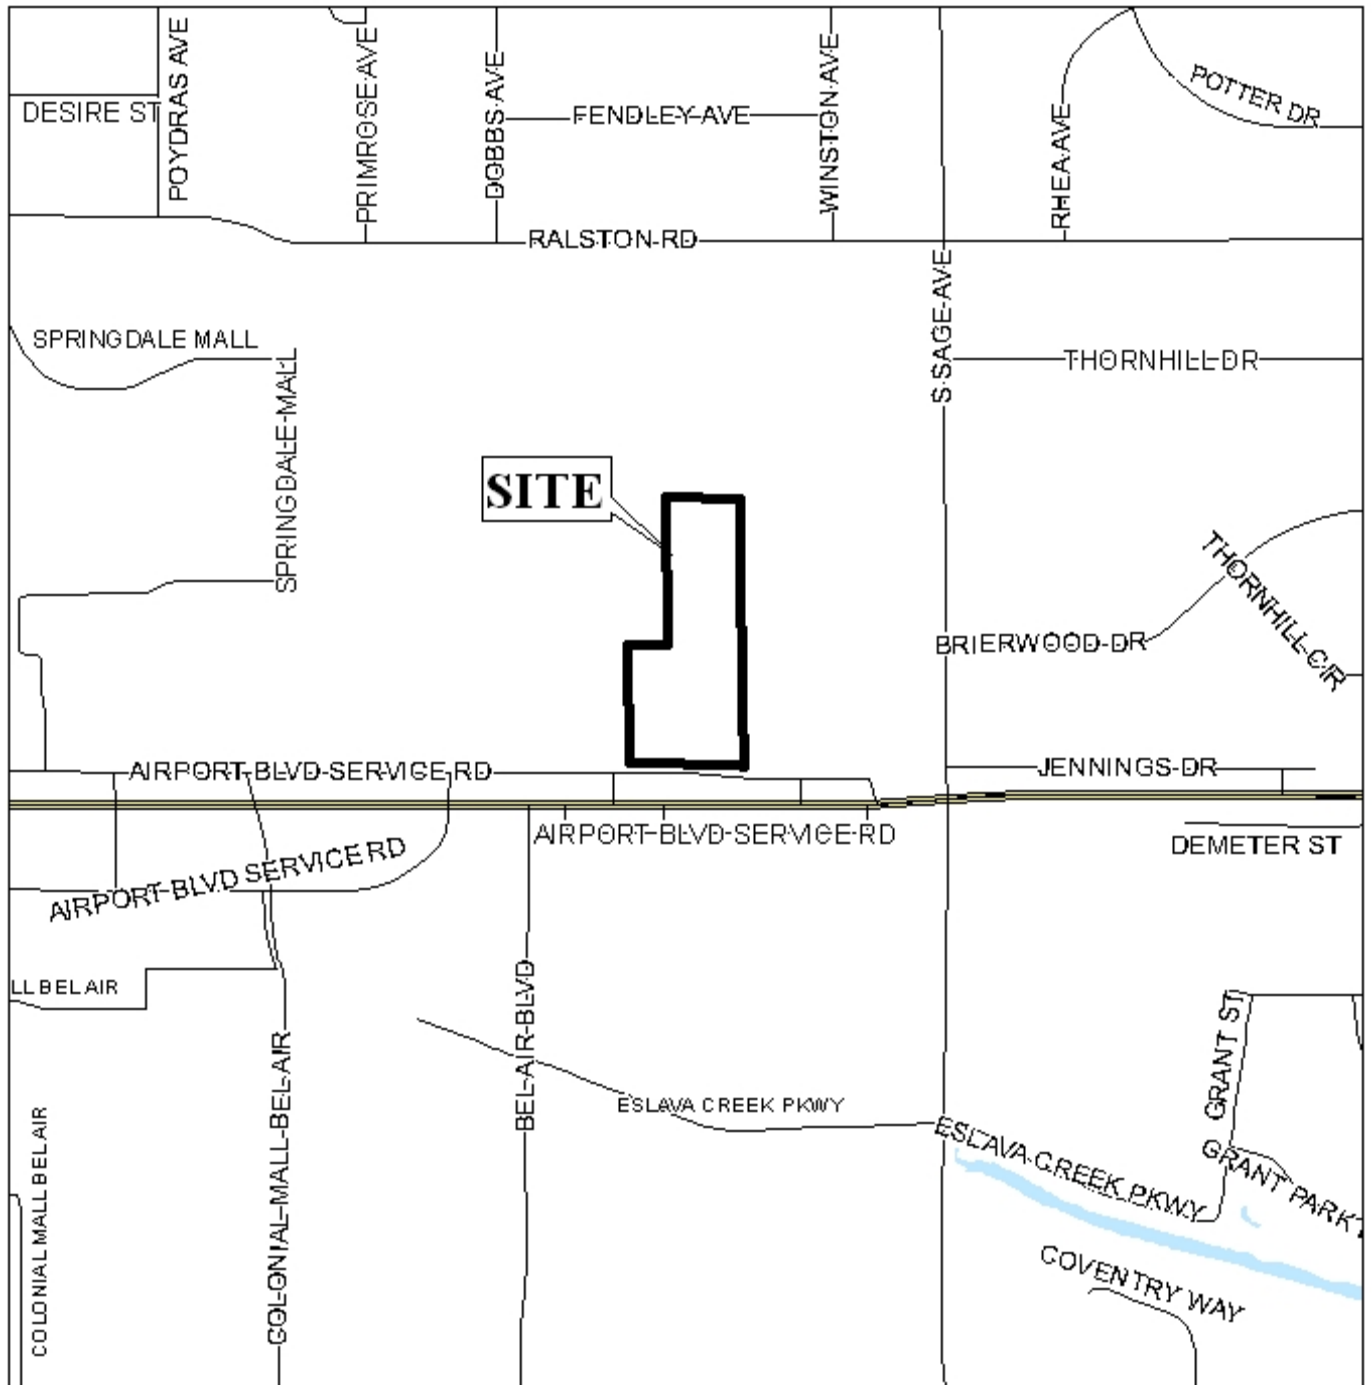 POYDRAS AVE
PRIMROSE AVE
DOBBS AVE
WINSTON AVE
POTTER DR
DESIRE ST
FENDLEY AVE
RHEA AVE
RALSTON RD
S SAGE AVE
SPRINGDALE MALL
SPRINGDALE MALL
THORNHILL DR
SITE
THORNHILL CIR
BRIERWOOD DR
AIRPORT BLVD SERVICE RD
JENNINGS DR
AIRPORT BLVD SERVICE RD
DEMETER ST
AIRPORT BLVD SERVICE RD
LL BEL AIR
BEL AIR BLVD
GRANT ST
COLONIAL MALL BEL AIR
COLONIAL MALL BEL AIR
ESLAVA CREEK PKWY
ESLAVA CREEK PKWY
GRANT PARK
COVENTRY WAY